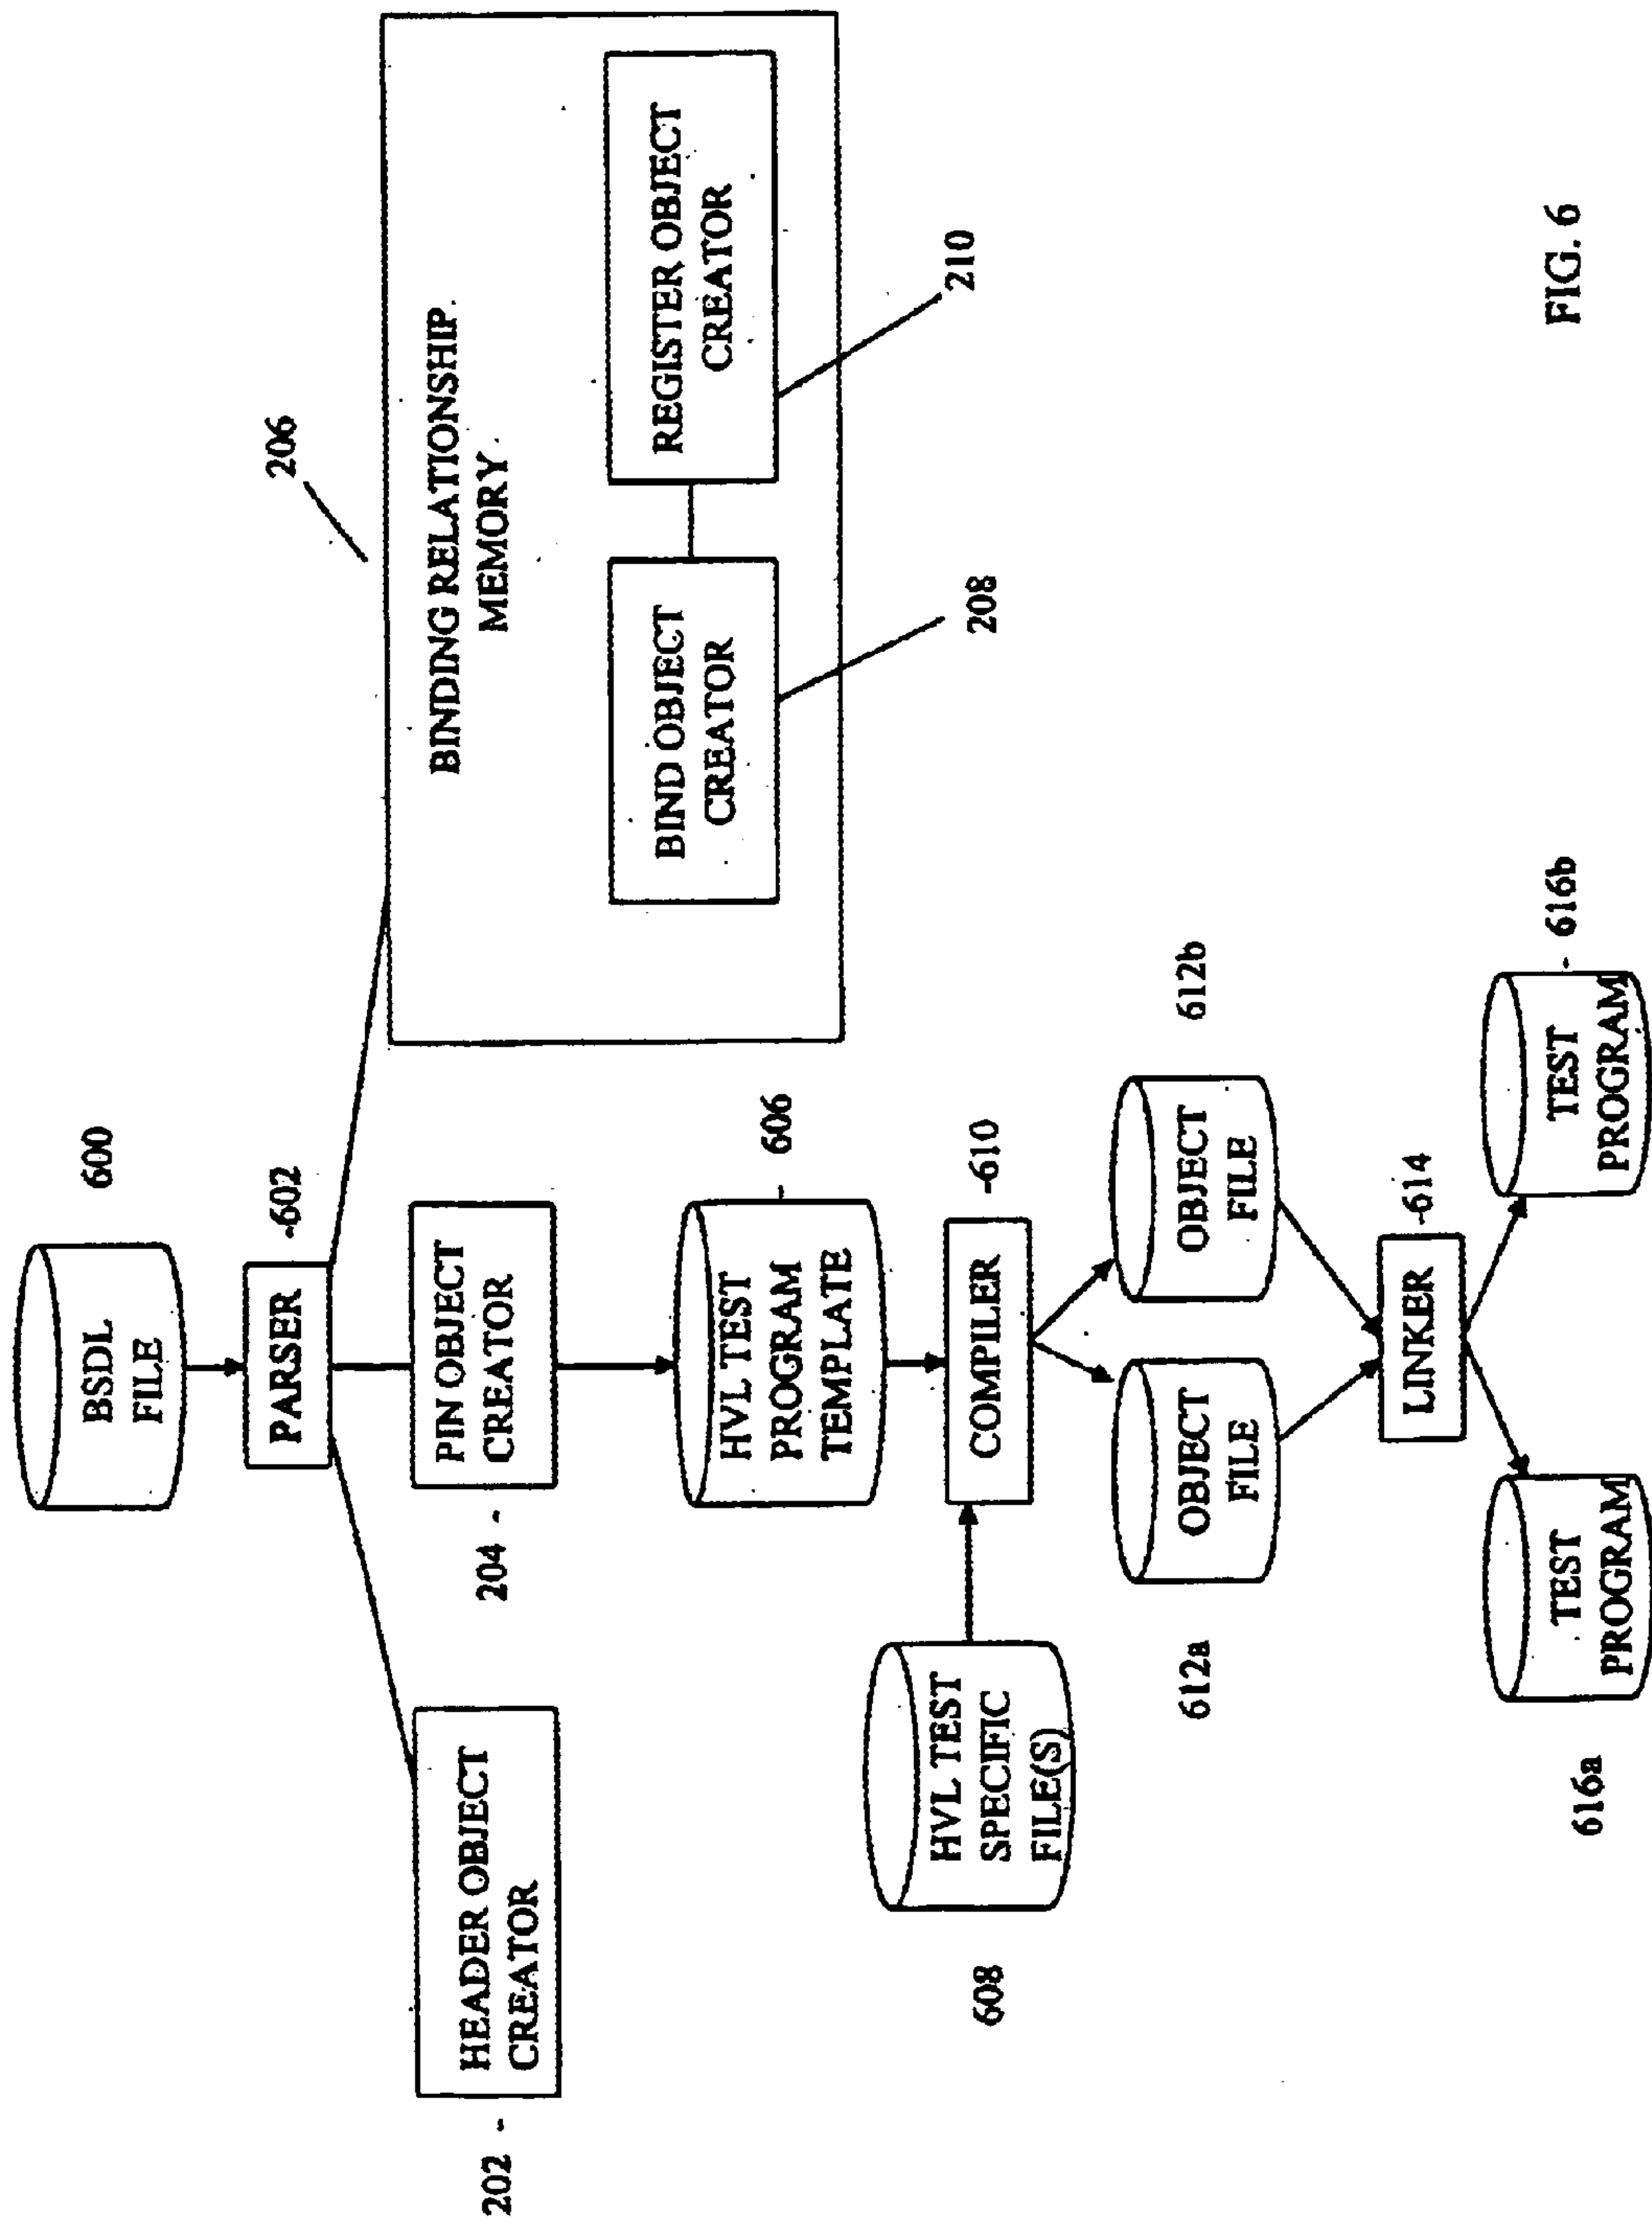 600
BSDL
FILE
PARSER
-602
206
BINDING RELATIONSHIP
MEMORY
HEADER OBJECT
CREATOR
202 -
PIN OBJECT
CREATOR
204 -
BIND OBJECT
CREATOR
208
REGISTER OBJECT
CREATOR
210
HVL TEST
PROGRAM
TEMPLATE
- 606
HVL TEST
SPECIFIC
FILE(S)
608
COMPILER
-610
OBJECT
FILE
612a
OBJECT
FILE
612b
LINKER
-614
TEST
PROGRAM
616a
TEST
PROGRAM
- 616b
FIG. 6